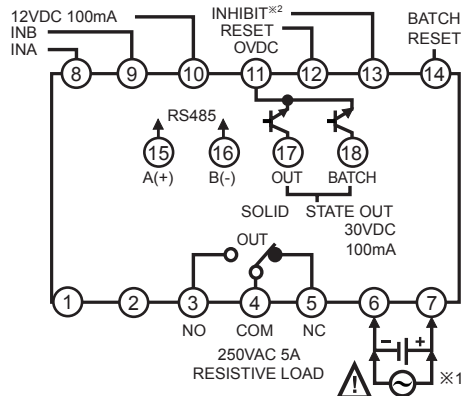 12VDC 100mA
INB
INA
INHIBIT※2
RESET
OVDC
BATCH
RESET
8
9
10
11
12
13
14
RS485
15
16
17
18
A(+)
B(-)
OUT
BATCH
SOLID STATE OUT
30VDC
100mA
OUT
1
2
3
4
5
6
7
NO
COM
NC
250VAC 5A
RESISTIVE LOAD
- +
! ※1